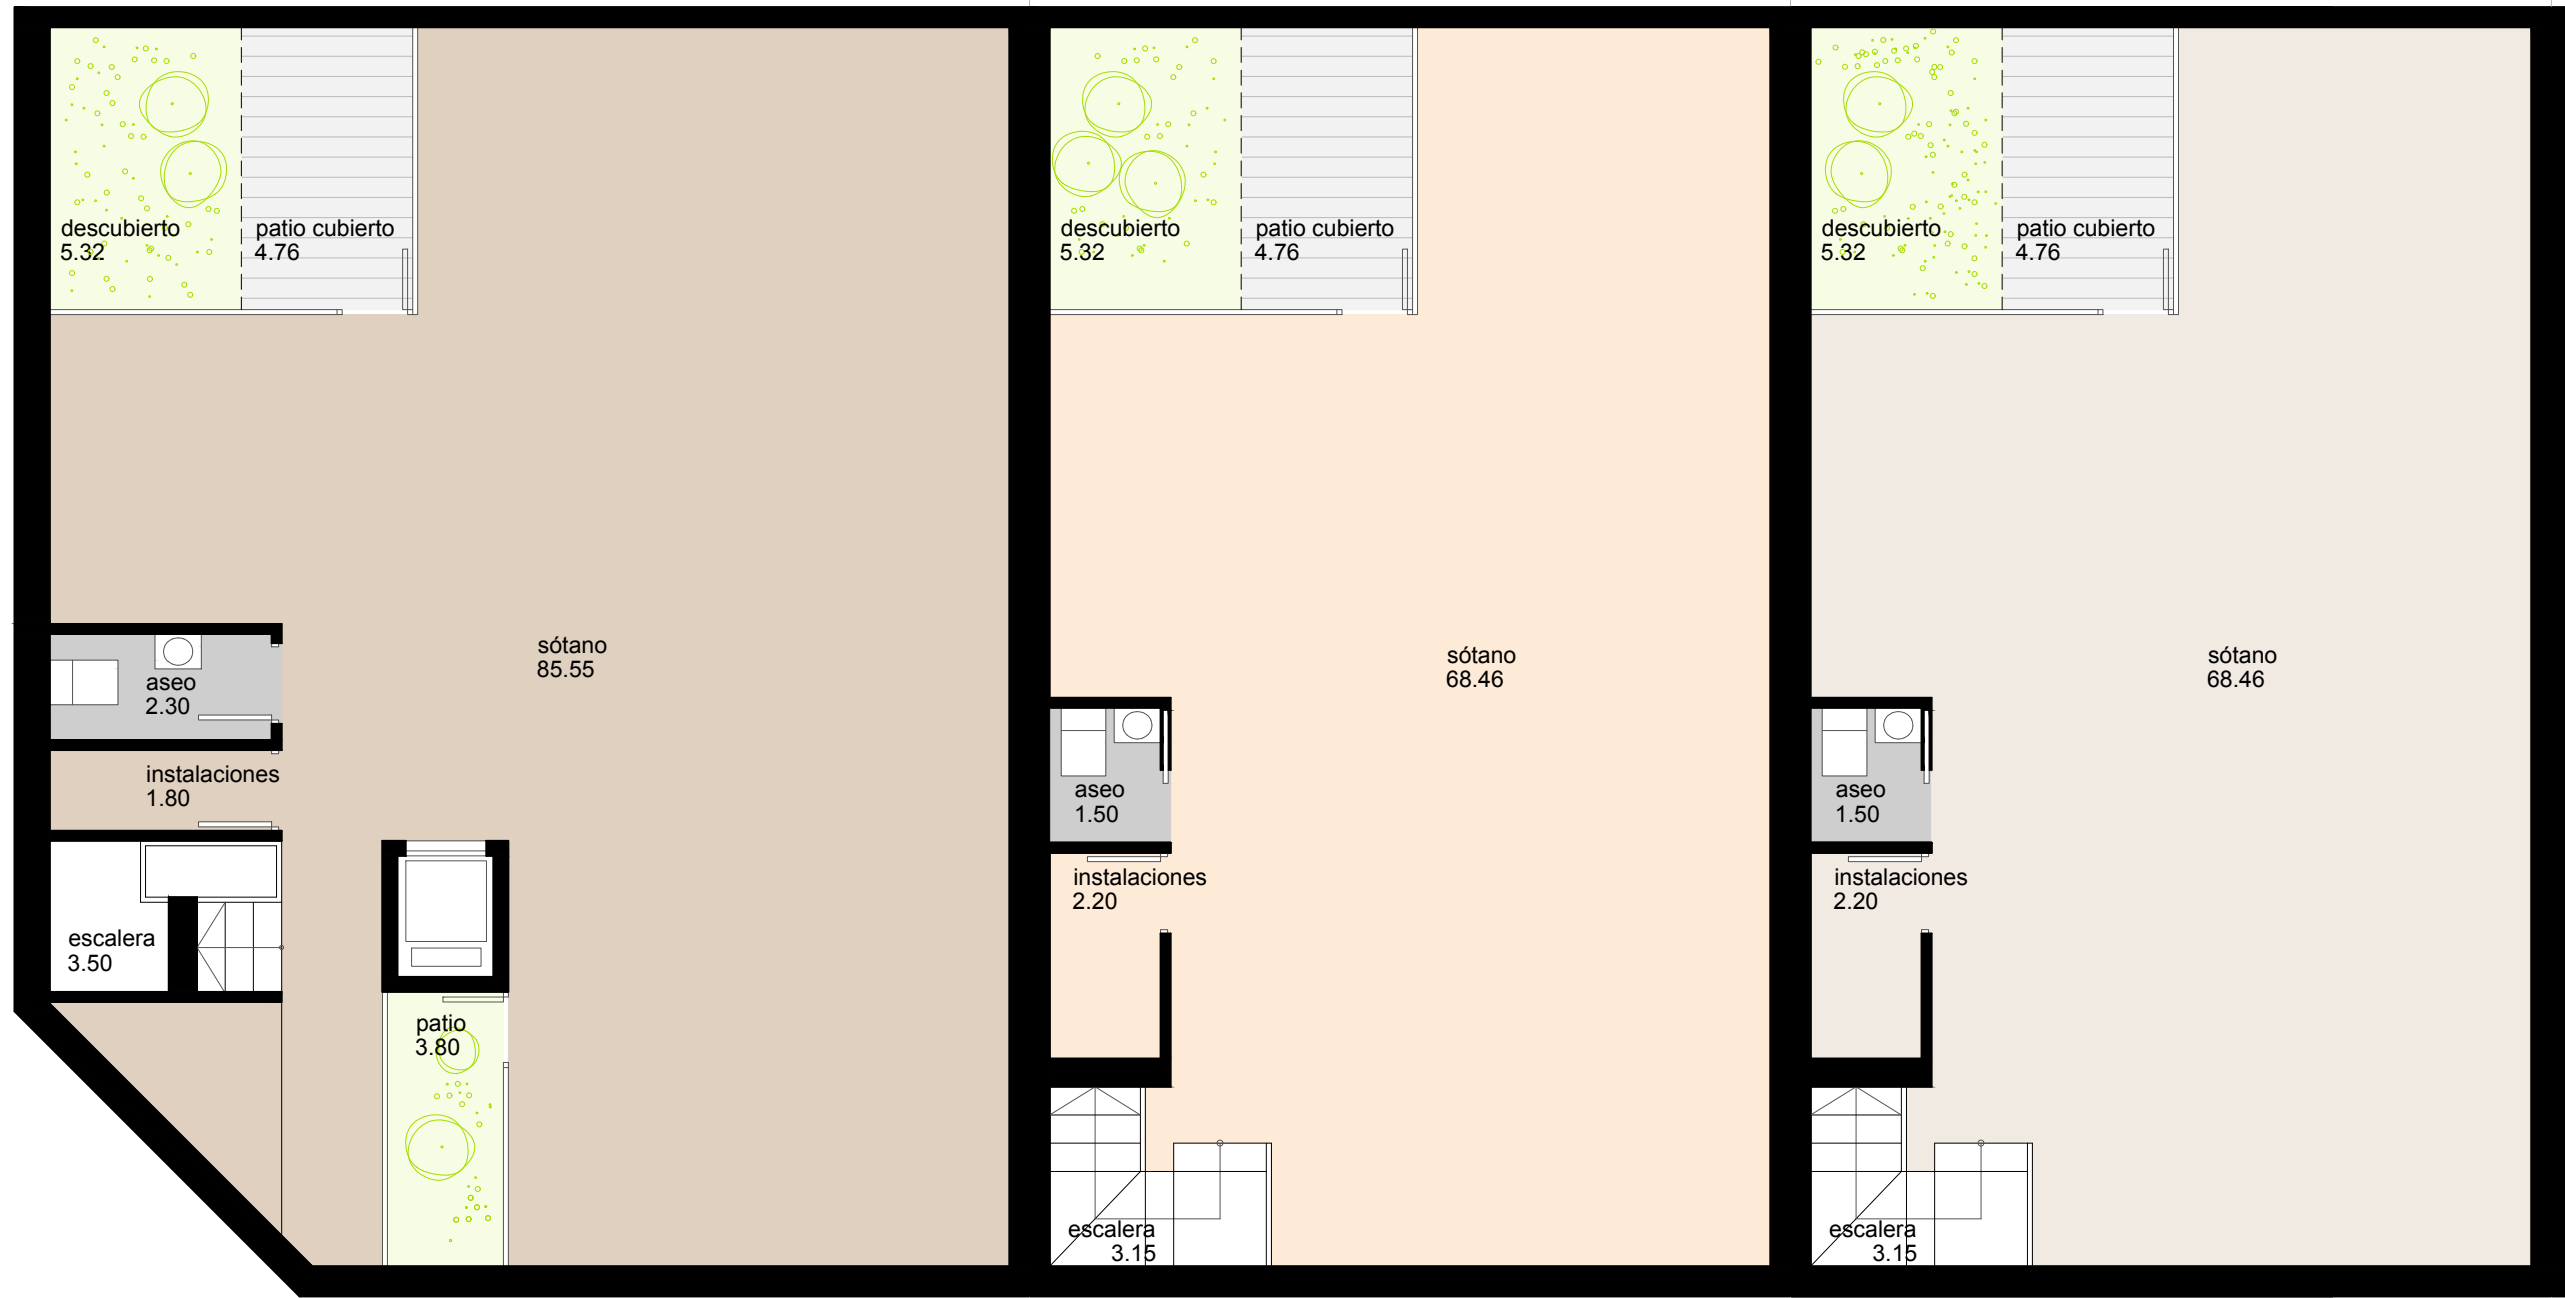 descubierto
5.32
patio cubierto
4.76
descubierto
5.32
patio cubierto
4.76
descubierto
5.32
patio cubierto
4.76
sótano
85.55
sótano
68.46
sótano
68.46
aseo
2.30
instalaciones
1.80
aseo
1.50
aseo
1.50
instalaciones
2.20
instalaciones
2.20
escalera
3.50
patio
3.80
escalera
3.15
escalera
3.15